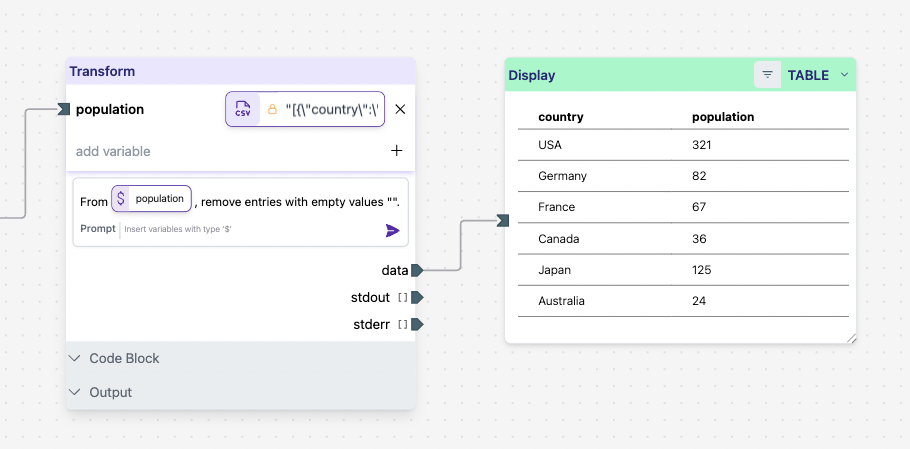 Transform
population CSV "[{\"country\":\'
add variable
From $ population , remove entries with empty values "".
Prompt Insert variables with type '$'
data
stdout []
stderr []
Code Block
Output
Display TABLE
country population
USA 321
Germany 82
France 67
Canada 36
Japan 125
Australia 24